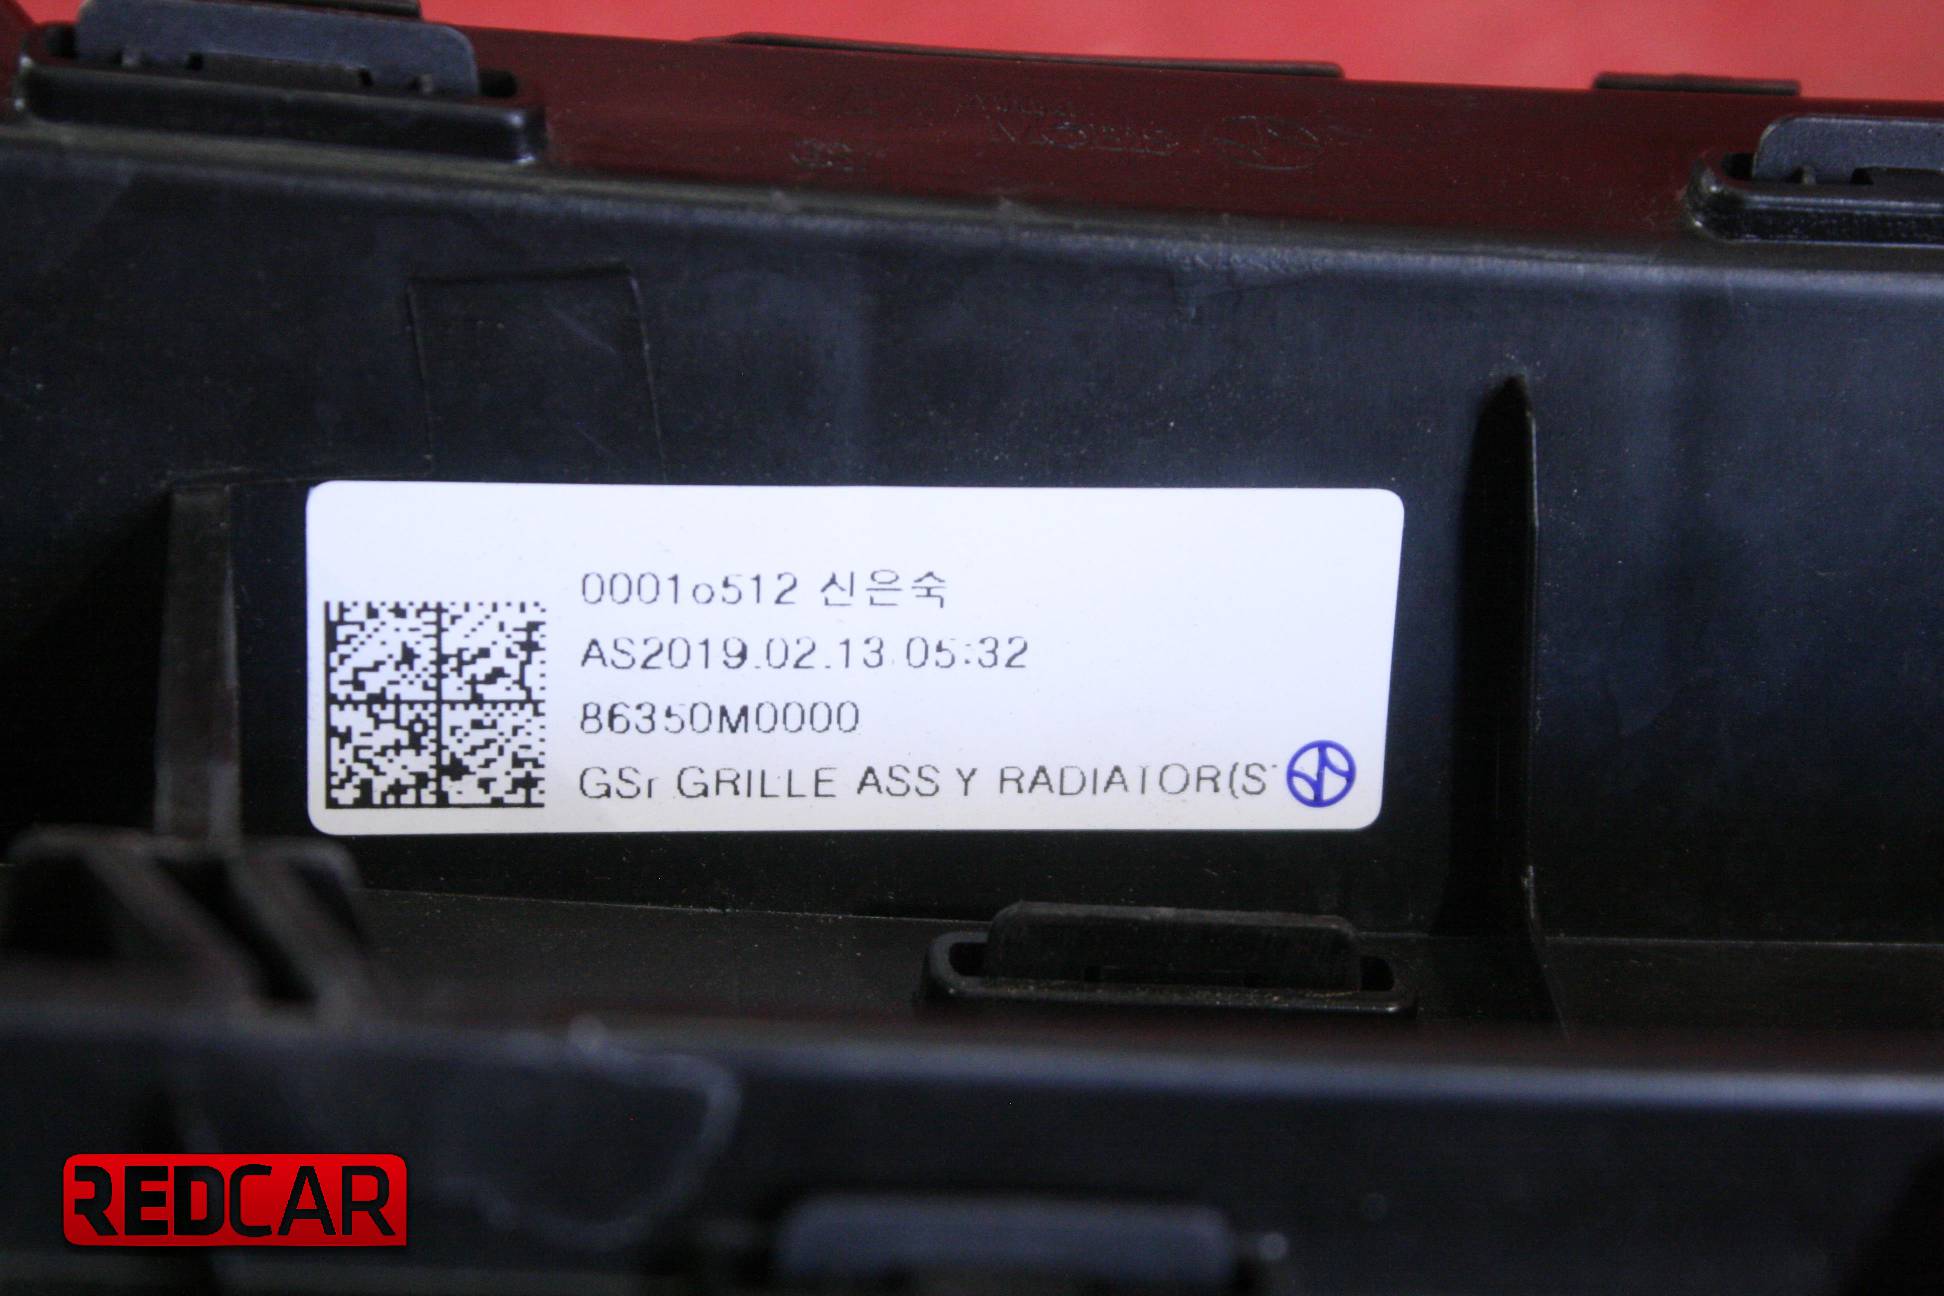 0001o512 신은숙
AS2019.02.13.05:32
86350M0000
GSr GRILLE ASS Y RADIATOR(S
REDCAR